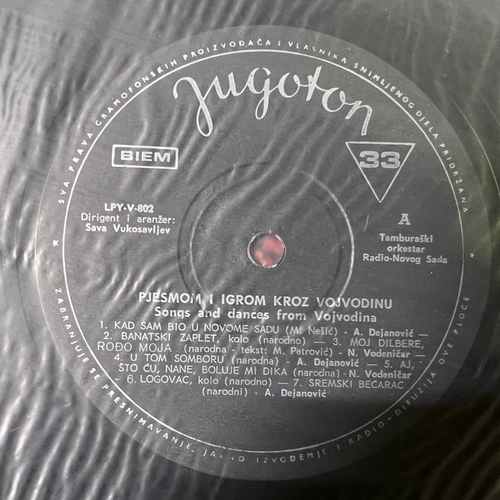 SVA PRAVA GRAMOFONSKIH PROIZVOĐAČA I VLASNIKA SNIMLJENOG DJELA PRIDRŽANA
Jugoton
BIEM
33
LPY-V-802
Dirigent i aranžer:
Sava Vukosavljev
A
Tamburaški
orkestar
Radio-Novog Sada
PJESMOM I IGROM KROZ VOJVODINU
Songs and dances from Vojvodina
1. KAD SAM BIO U NOVOME SADU (M. Nešić) - A. Dejanović —
2. BANATSKI ZAPLET, kolo (narodno) — 3. MOJ DILBERE,
ROĐO MOJA (narodna - tekst: M. Petrović) - N. Vodeničar —
4. U TOM SOMBORU (narodna) - A. Dejanović — 5. AJ,
ŠTO ĆU, NANE, BOLUJE MI DIKA (narodna) - N. Vodeničar
— 6. LOGOVAC, kolo (narodno) — 7. SREMSKI BEĆARAC
(narodni) - A. Dejanović
ZABRANJUJE SE PRESNIMAVANJE, JAVNO IZVOĐENJE I RADIO-DIFUZIJA OVE PLOČE